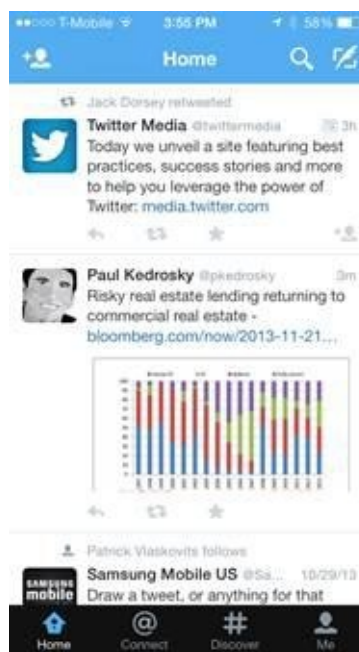 T-Mobile 3:55 PM 58%
Home
Jack Dorsey retweeted
Twitter Media @twittermedia 3h
Today we unveil a site featuring best
practices, success stories and more
to help you leverage the power of
Twitter: media.twitter.com
Paul Kedrosky @pkedrosky 3m
Risky real estate lending returning to
commercial real estate -
bloomberg.com/now/2013-11-21...
Patrick Vlaskovits follows
SAMSUNG
mobile
Samsung Mobile US @Sa... 10/29/13
Draw a tweet, or anything for that
Home Connect Discover Me